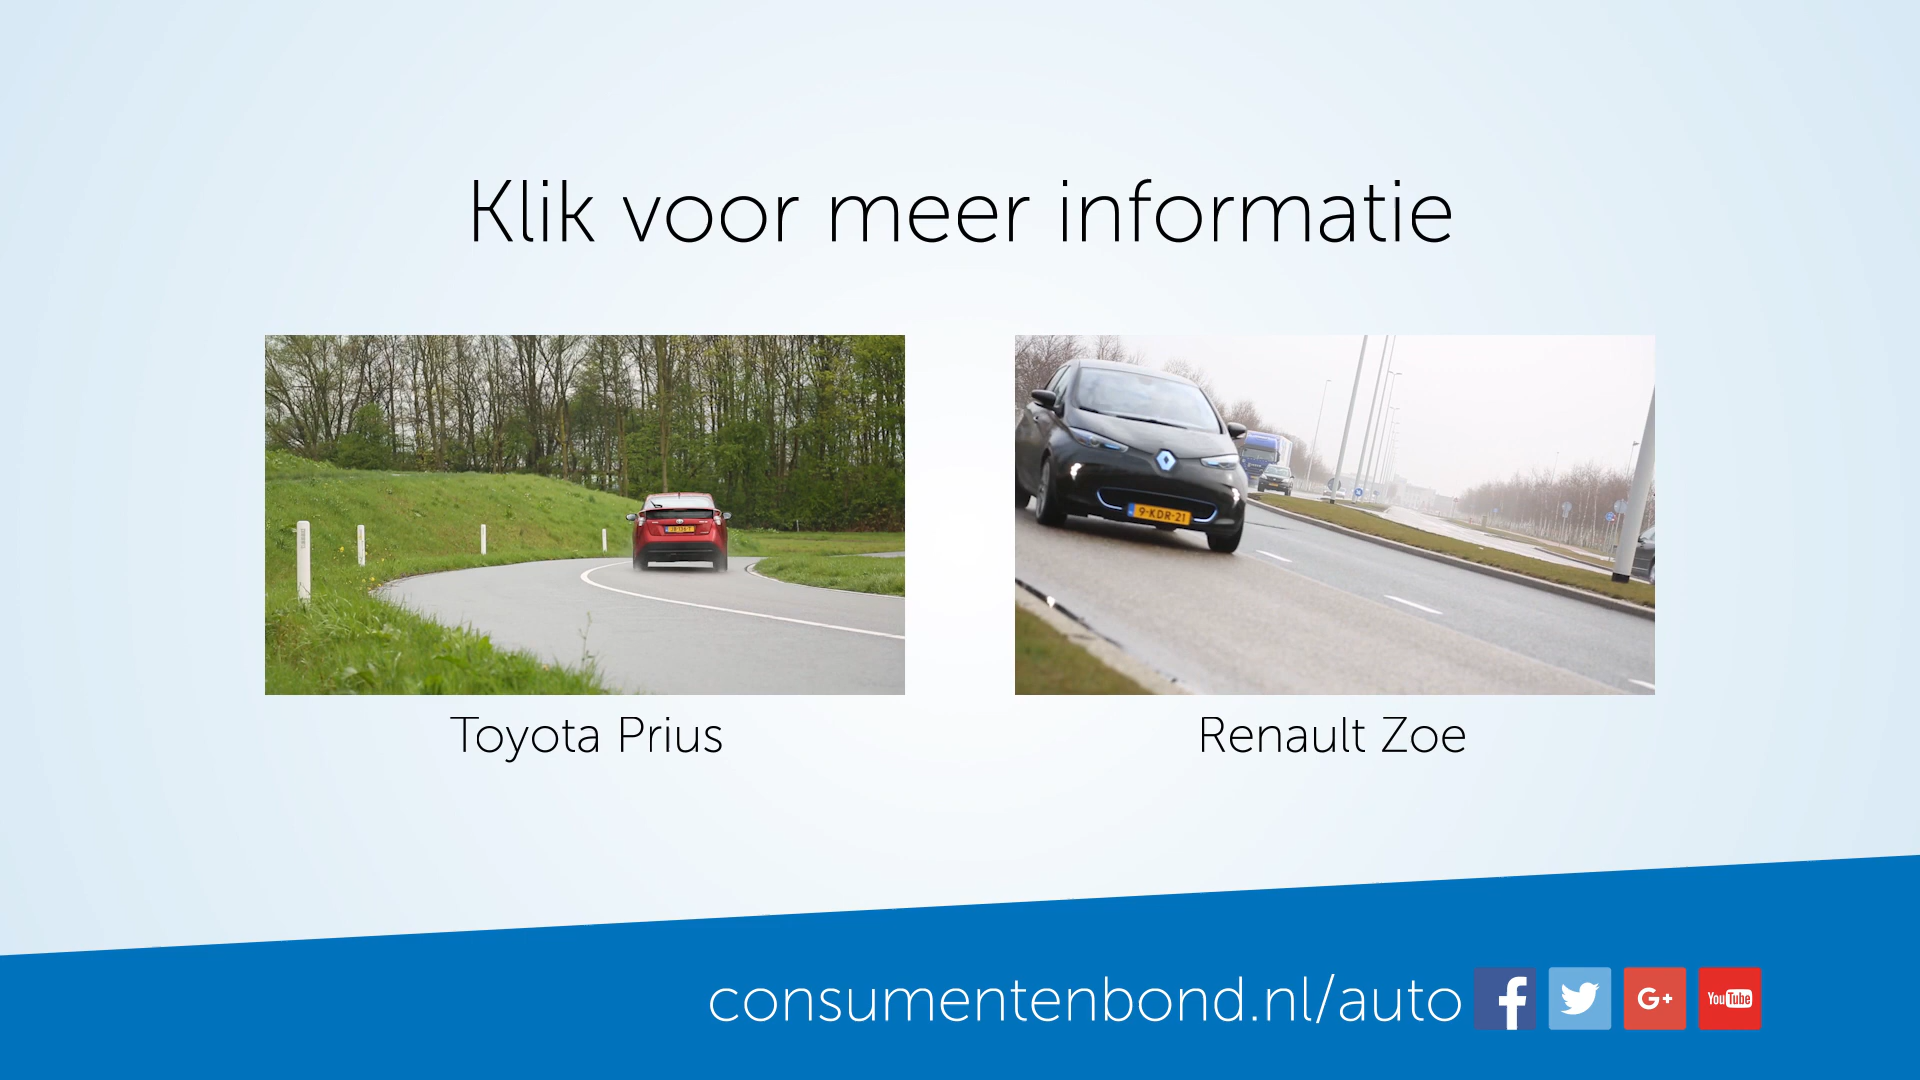 Klik voor meer informatie
9-KDR-21
Toyota Prius
Renault Zoe
consumentenbond.nl/auto
f
G+
YouTube